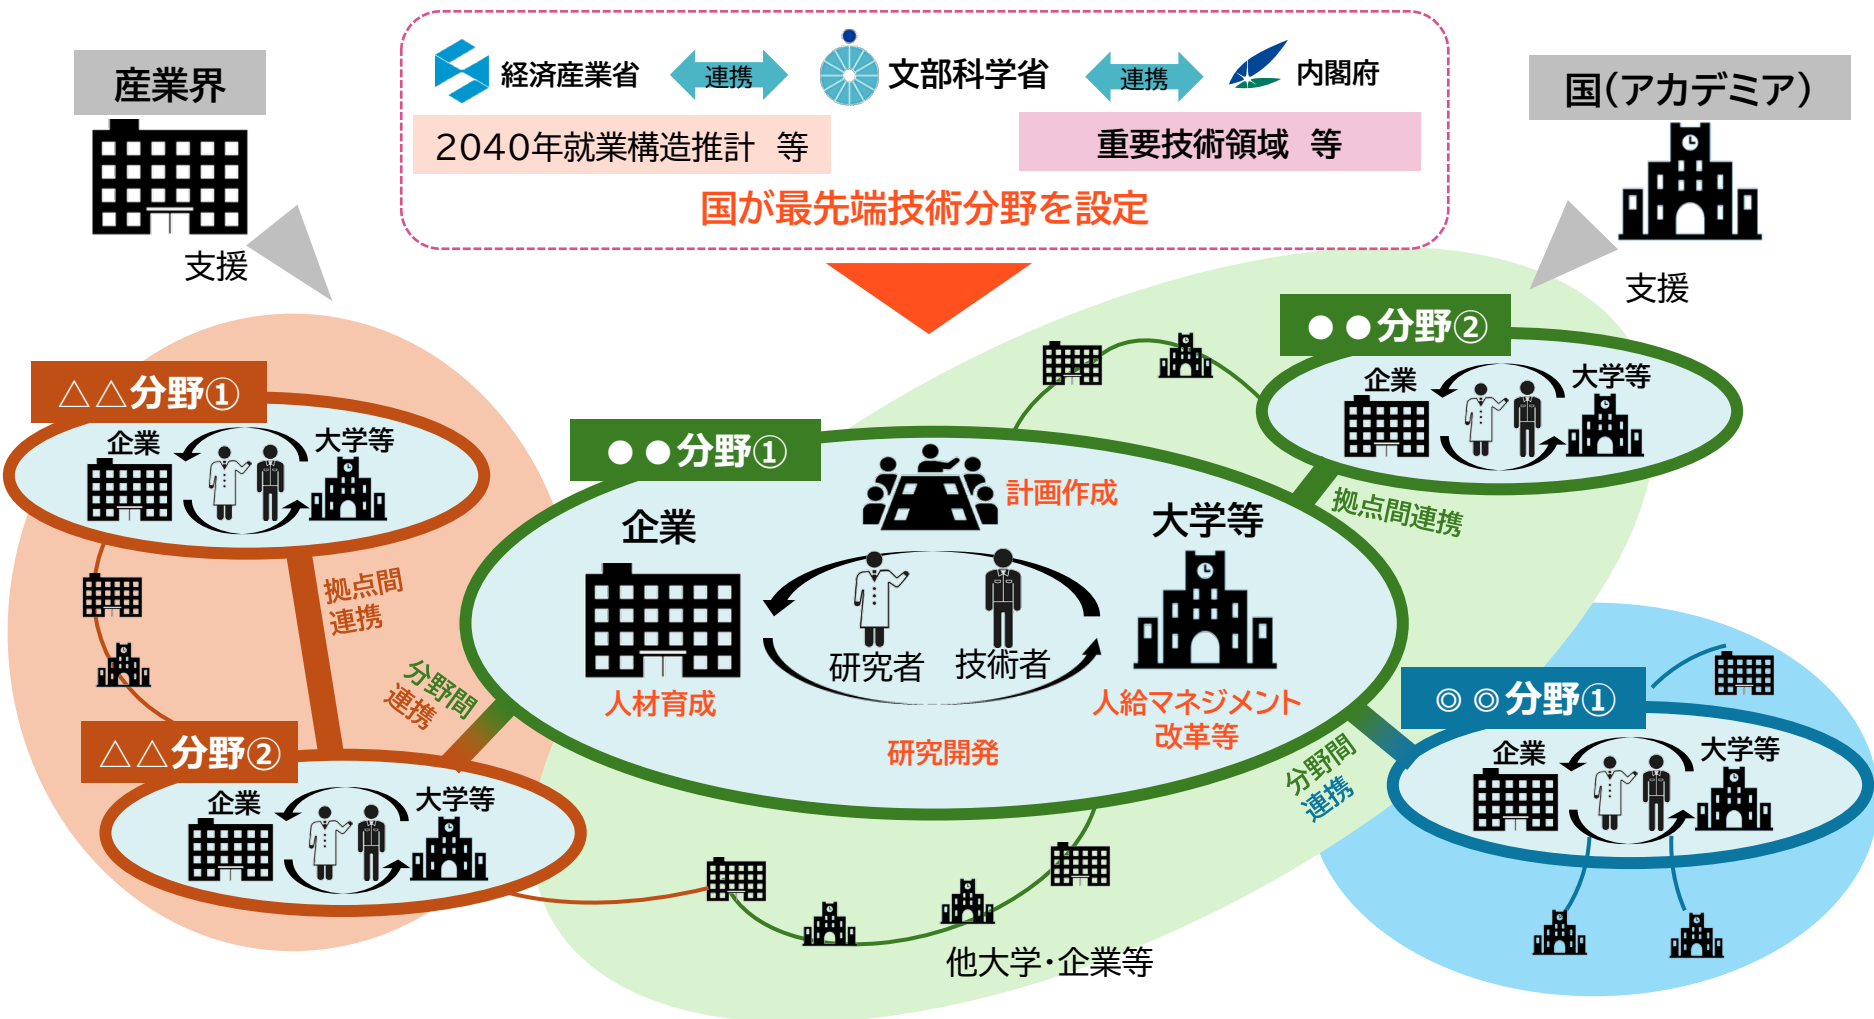 産業界
支援
経済産業省
連携
文部科学省
連携
内閣府
2040年就業構造推計　等
重要技術領域　等
国が最先端技術分野を設定
国(アカデミア)
支援
△△分野①
企業
大学等
拠点間
連携
△△分野②
企業
大学等
分野間
連携
●●分野①
計画作成
企業
大学等
研究者
技術者
人材育成
人給マネジメント
改革等
研究開発
●●分野②
企業
大学等
拠点間連携
分野間
連携
◎◎分野①
企業
大学等
他大学・企業等